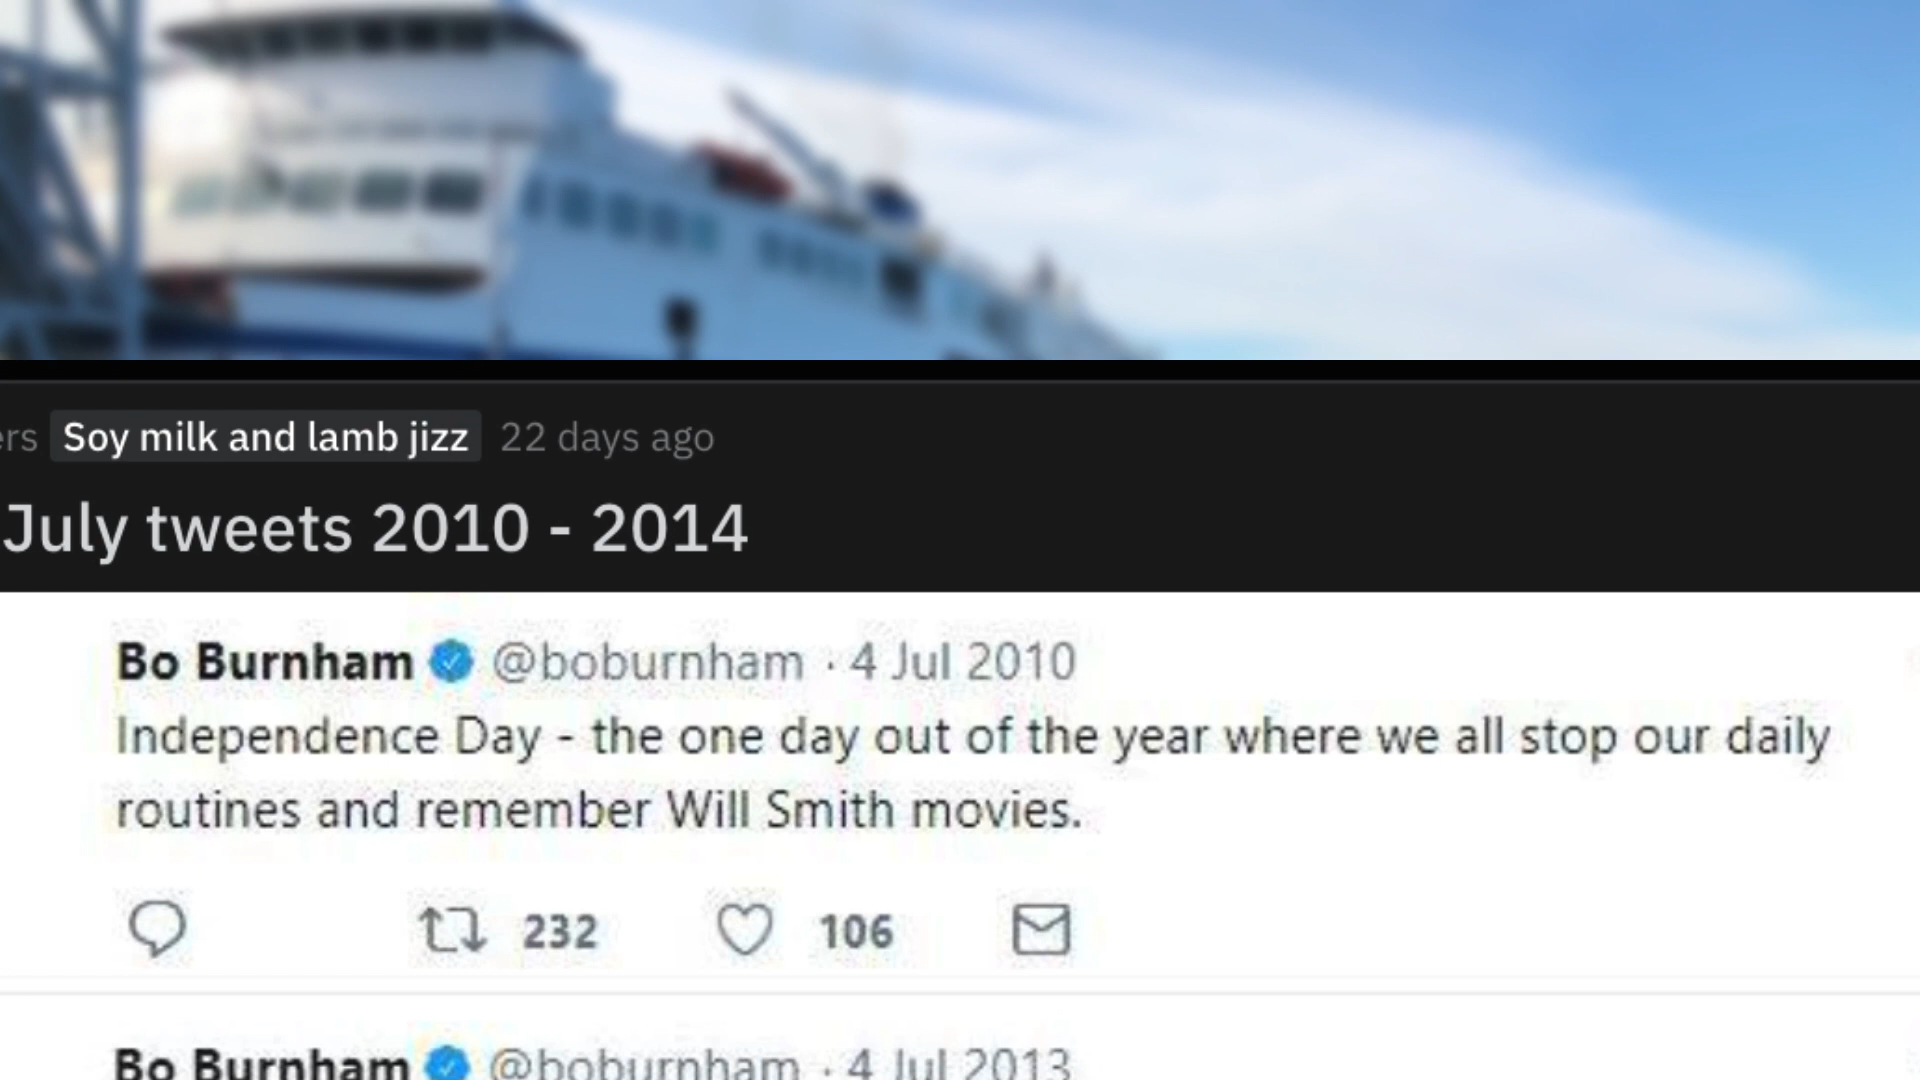 ers Soy milk and lamb jizz 22 days ago
July tweets 2010 - 2014
Bo Burnham @boburnham · 4 Jul 2010
Independence Day - the one day out of the year where we all stop our daily
routines and remember Will Smith movies.
232 106
Bo Burnham @boburnham · 4 Jul 2013